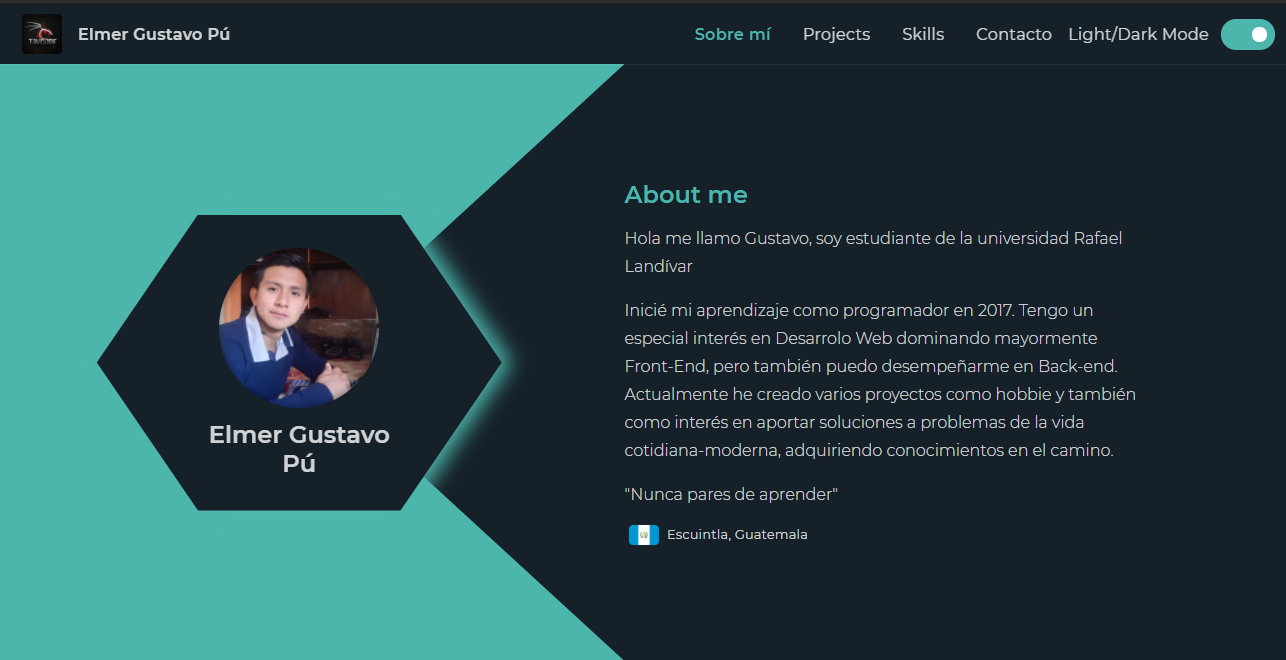 Elmer Gustavo Pú
Sobre mí
Projects
Skills
Contacto
Light/Dark Mode
Elmer Gustavo
Pú
About me
Hola me llamo Gustavo, soy estudiante de la universidad Rafael
Landívar
Inicié mi aprendizaje como programador en 2017. Tengo un
especial interés en Desarrolo Web dominando mayormente
Front-End, pero también puedo desempeñarme en Back-end.
Actualmente he creado varios proyectos como hobbie y también
como interés en aportar soluciones a problemas de la vida
cotidiana-moderna, adquiriendo conocimientos en el camino.
"Nunca pares de aprender"
Escuintla, Guatemala